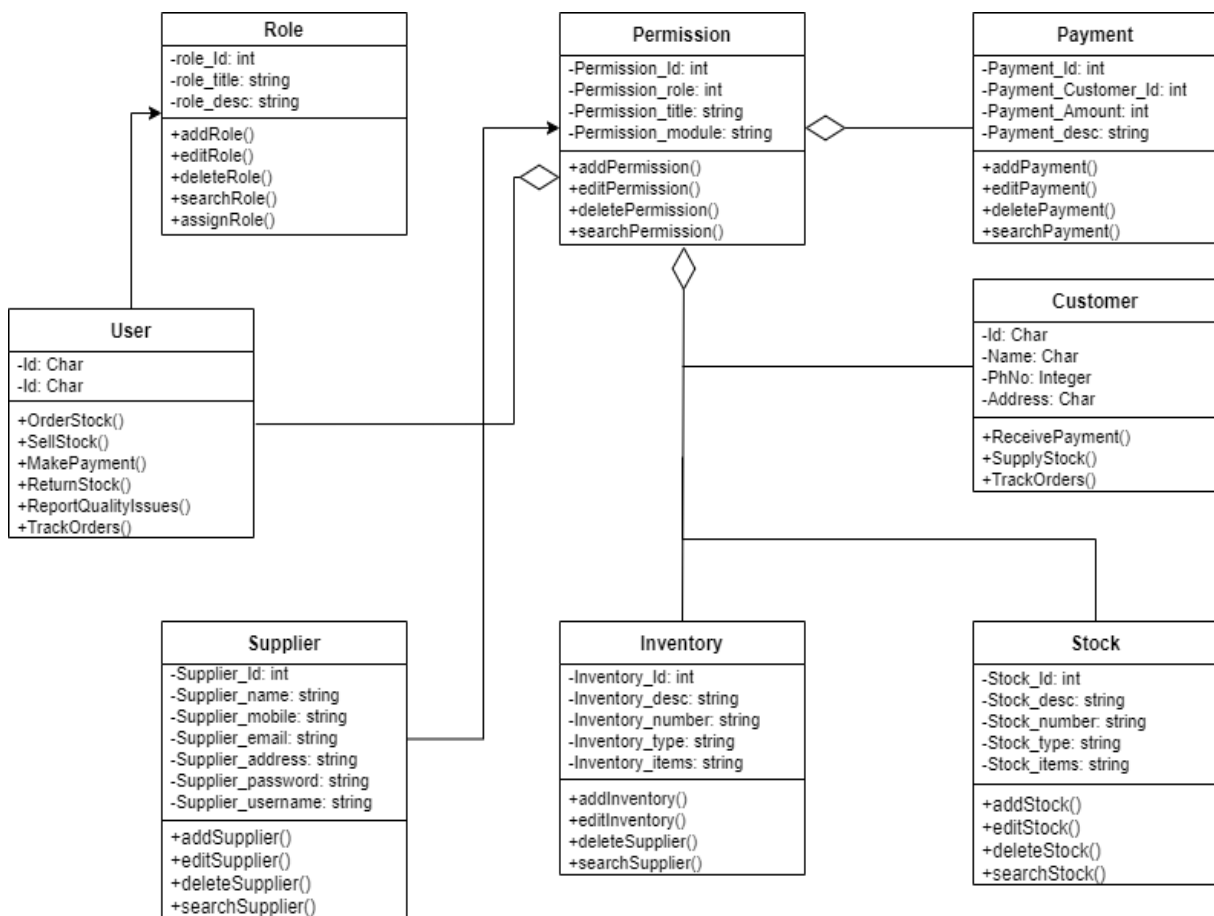 Role
-role_Id: int
-role_title: string
-role_desc: string
+addRole()
+editRole()
+deleteRole()
+searchRole()
+assignRole()
Permission
-Permission_Id: int
-Permission_role: int
-Permission_title: string
-Permission_module: string
+addPermission()
+editPermission()
+deletePermission()
+searchPermission()
Payment
-Payment_Id: int
-Payment_Customer_Id: int
-Payment_Amount: int
-Payment_desc: string
+addPayment()
+editPayment()
+deletePayment()
+searchPayment()
User
-Id: Char
-Id: Char
+OrderStock()
+SellStock()
+MakePayment()
+ReturnStock()
+ReportQualityIssues()
+TrackOrders()
Customer
-Id: Char
-Name: Char
-PhNo: Integer
-Address: Char
+ReceivePayment()
+SupplyStock()
+TrackOrders()
Supplier
-Supplier_Id: int
-Supplier_name: string
-Supplier_mobile: string
-Supplier_email: string
-Supplier_address: string
-Supplier_password: string
-Supplier_username: string
+addSupplier()
+editSupplier()
+deleteSupplier()
+searchSupplier()
Inventory
-Inventory_Id: int
-Inventory_desc: string
-Inventory_number: string
-Inventory_type: string
-Inventory_items: string
+addInventory()
+editInventory()
+deleteSupplier()
+searchSupplier()
Stock
-Stock_Id: int
-Stock_desc: string
-Stock_number: string
-Stock_type: string
-Stock_items: string
+addStock()
+editStock()
+deleteStock()
+searchStock()